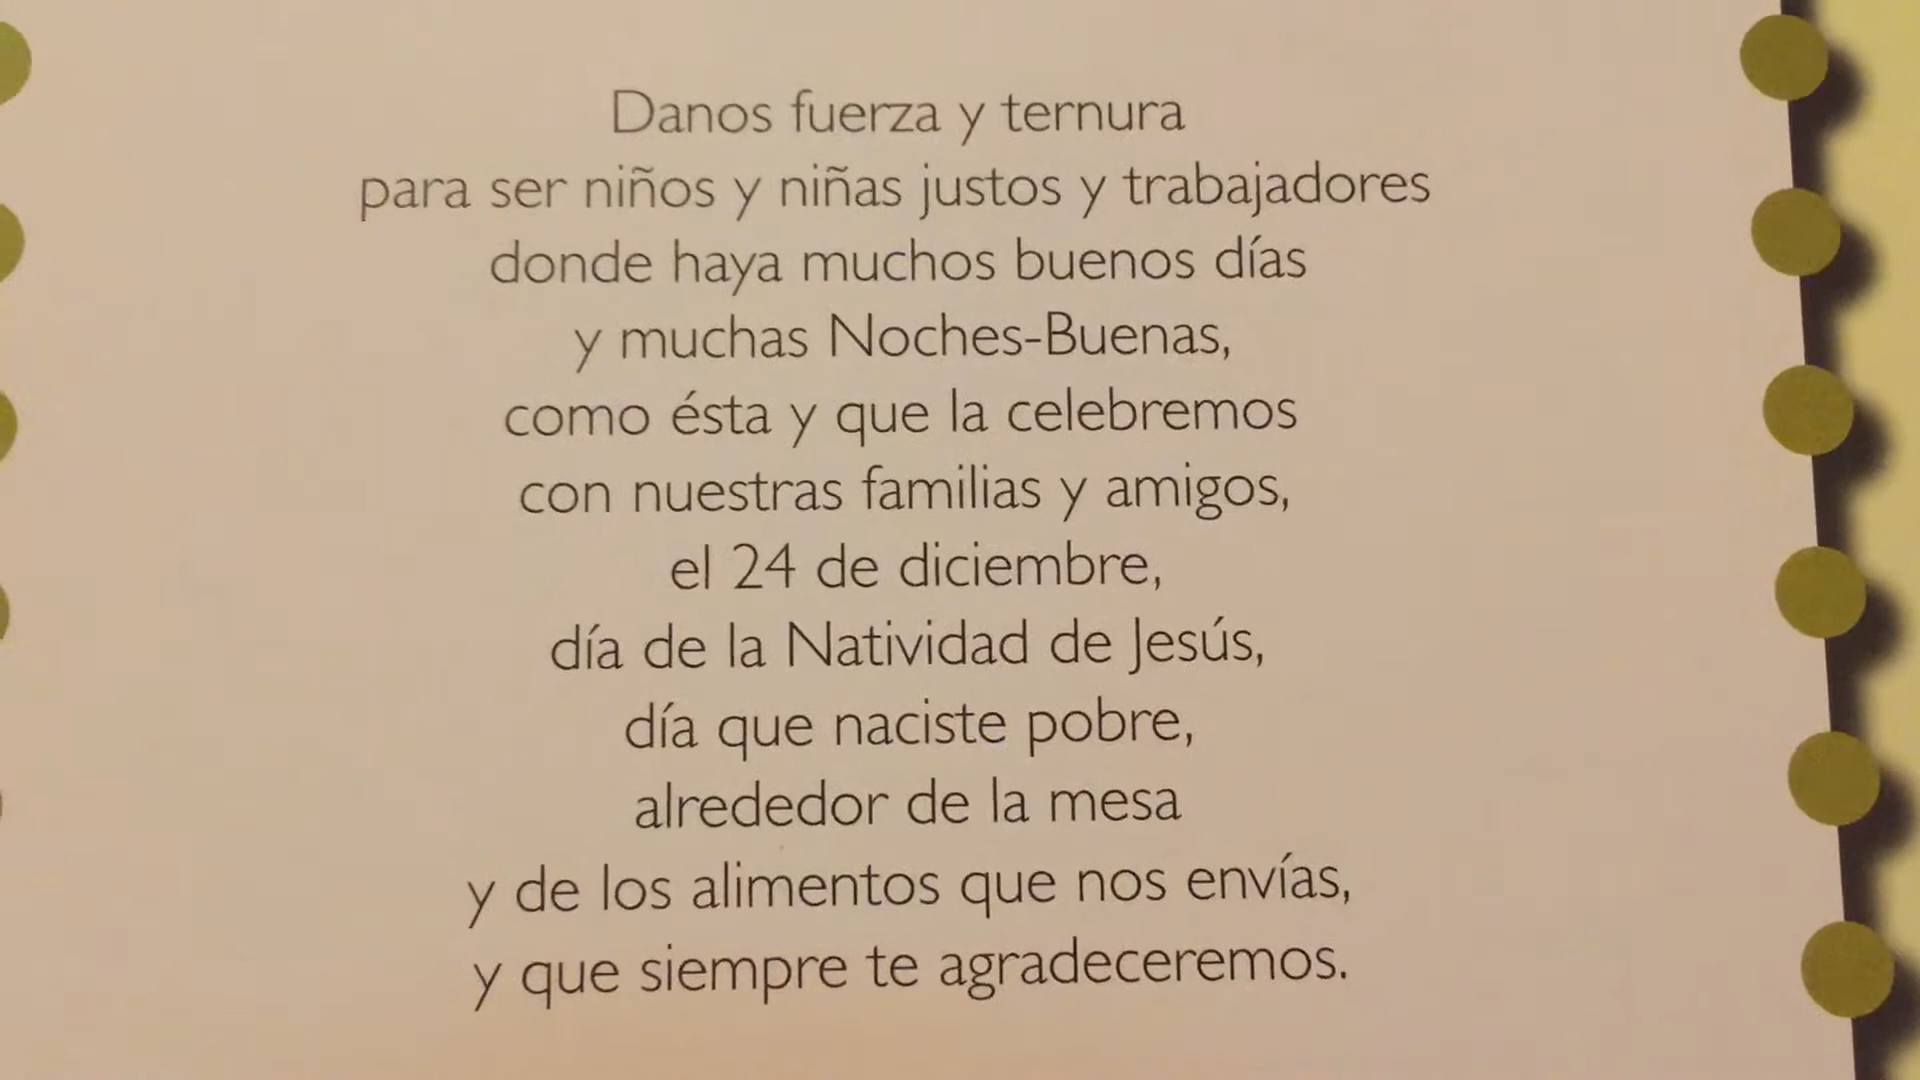 Danos fuerza y ternura
para ser niños y niñas justos y trabajadores
donde haya muchos buenos días
y muchas Noches-Buenas,
como ésta y que la celebremos
con nuestras familias y amigos,
el 24 de diciembre,
día de la Natividad de Jesús,
día que naciste pobre,
alrededor de la mesa
y de los alimentos que nos envías,
y que siempre te agradeceremos.